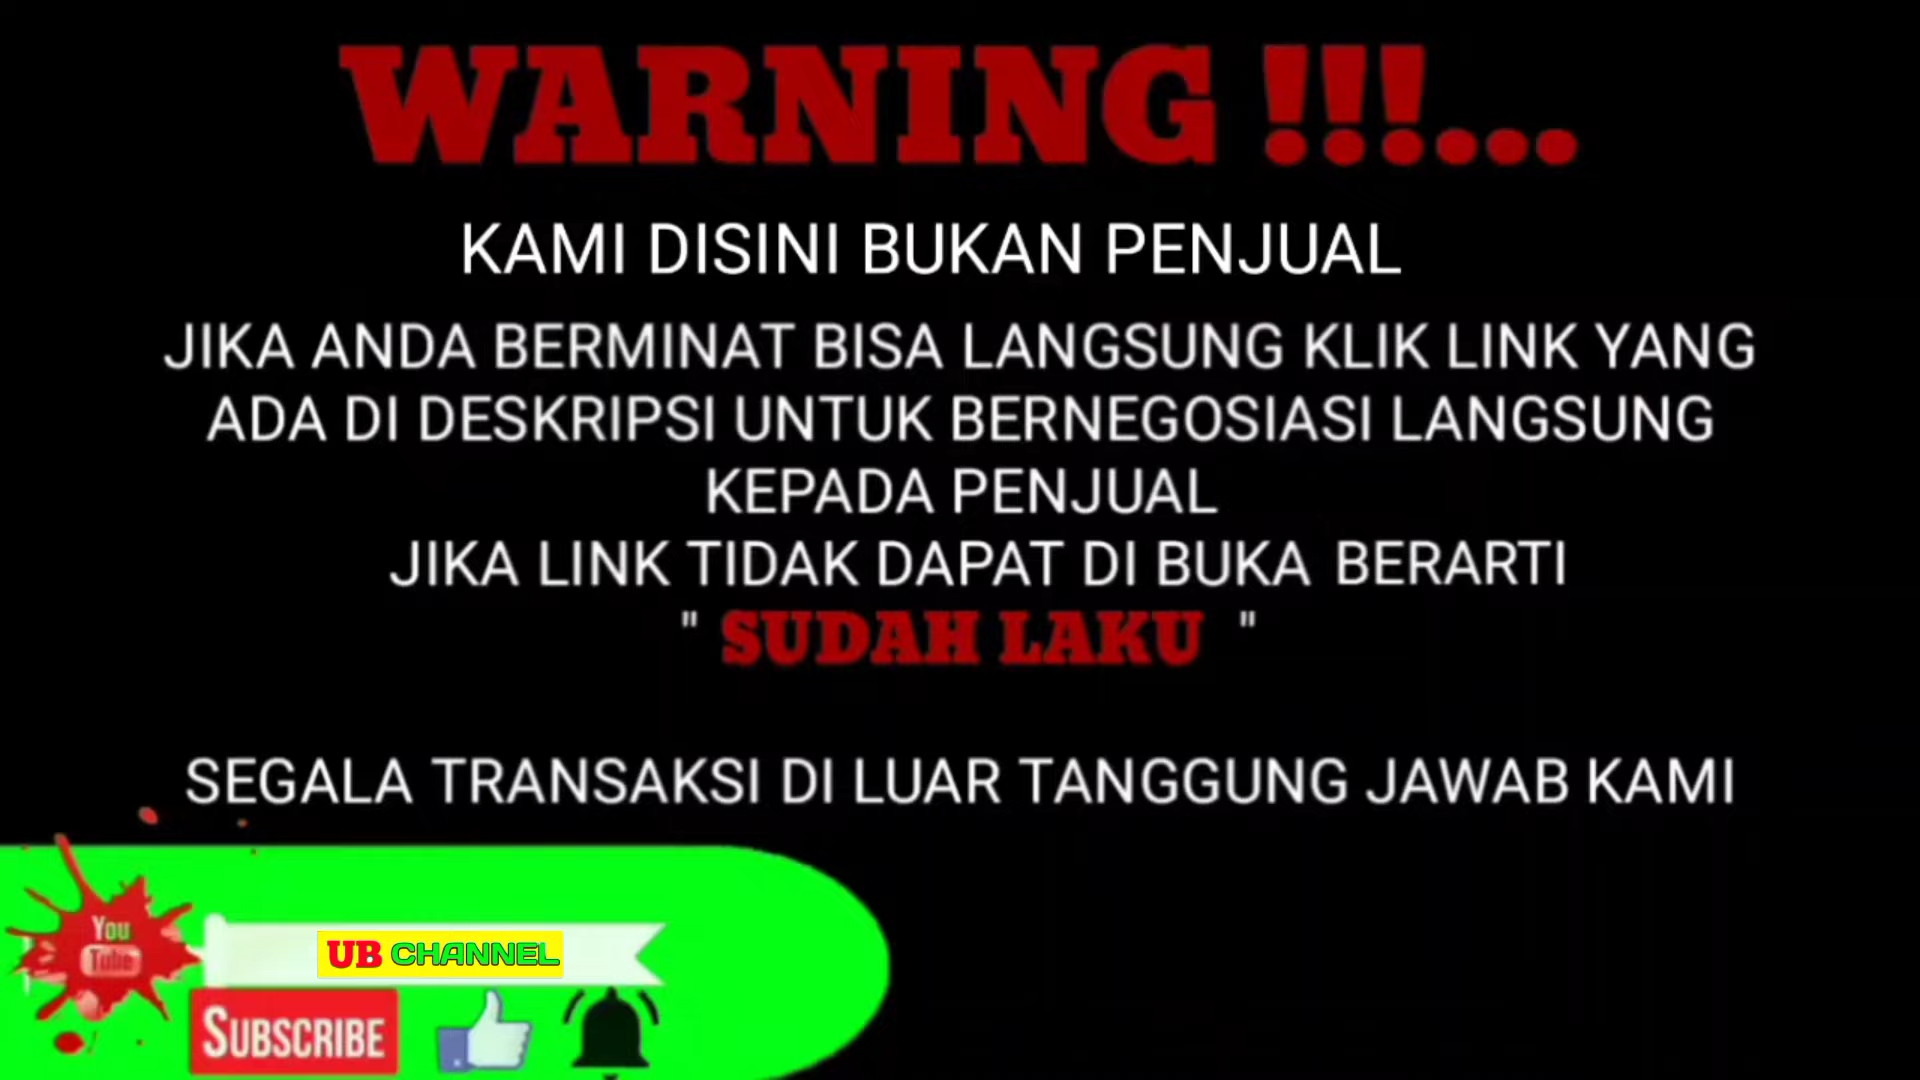 WARNING !!!...
KAMI DISINI BUKAN PENJUAL
JIKA ANDA BERMINAT BISA LANGSUNG KLIK LINK YANG
ADA DI DESKRIPSI UNTUK BERNEGOSIASI LANGSUNG
KEPADA PENJUAL
JIKA LINK TIDAK DAPAT DI BUKA BERARTI
" SUDAH LAKU "
SEGALA TRANSAKSI DI LUAR TANGGUNG JAWAB KAMI
You
Tube
UB CHANNEL
SUBSCRIBE